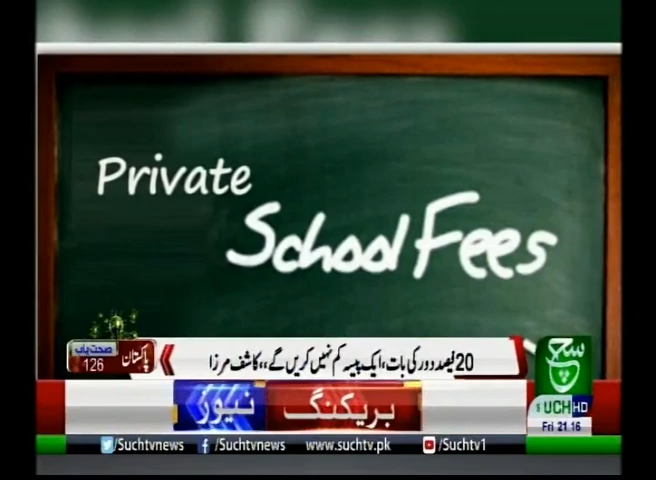 Private
School Fees
صحت یاب
126
پاکستان
20 فیصد دور کی بات، ایک پیسہ کم نہیں کریں گے،، کاشف مرزا
سچ
SUCH HD
بریکنگ نیوز
Fri 21:16
/Suchtvnews
/Suchtvnews
www.suchtv.pk
/Suchtv1